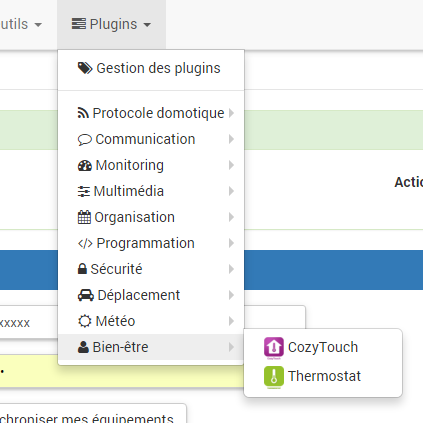 utils Plugins
Gestion des plugins
Protocole domotique
Communication
Actic
Monitoring
Multimédia
Organisation
Programmation
Sécurité
Déplacement
Météo
xxxxx
Bien-être
CozyTouch
Thermostat
chroniser mes équipements